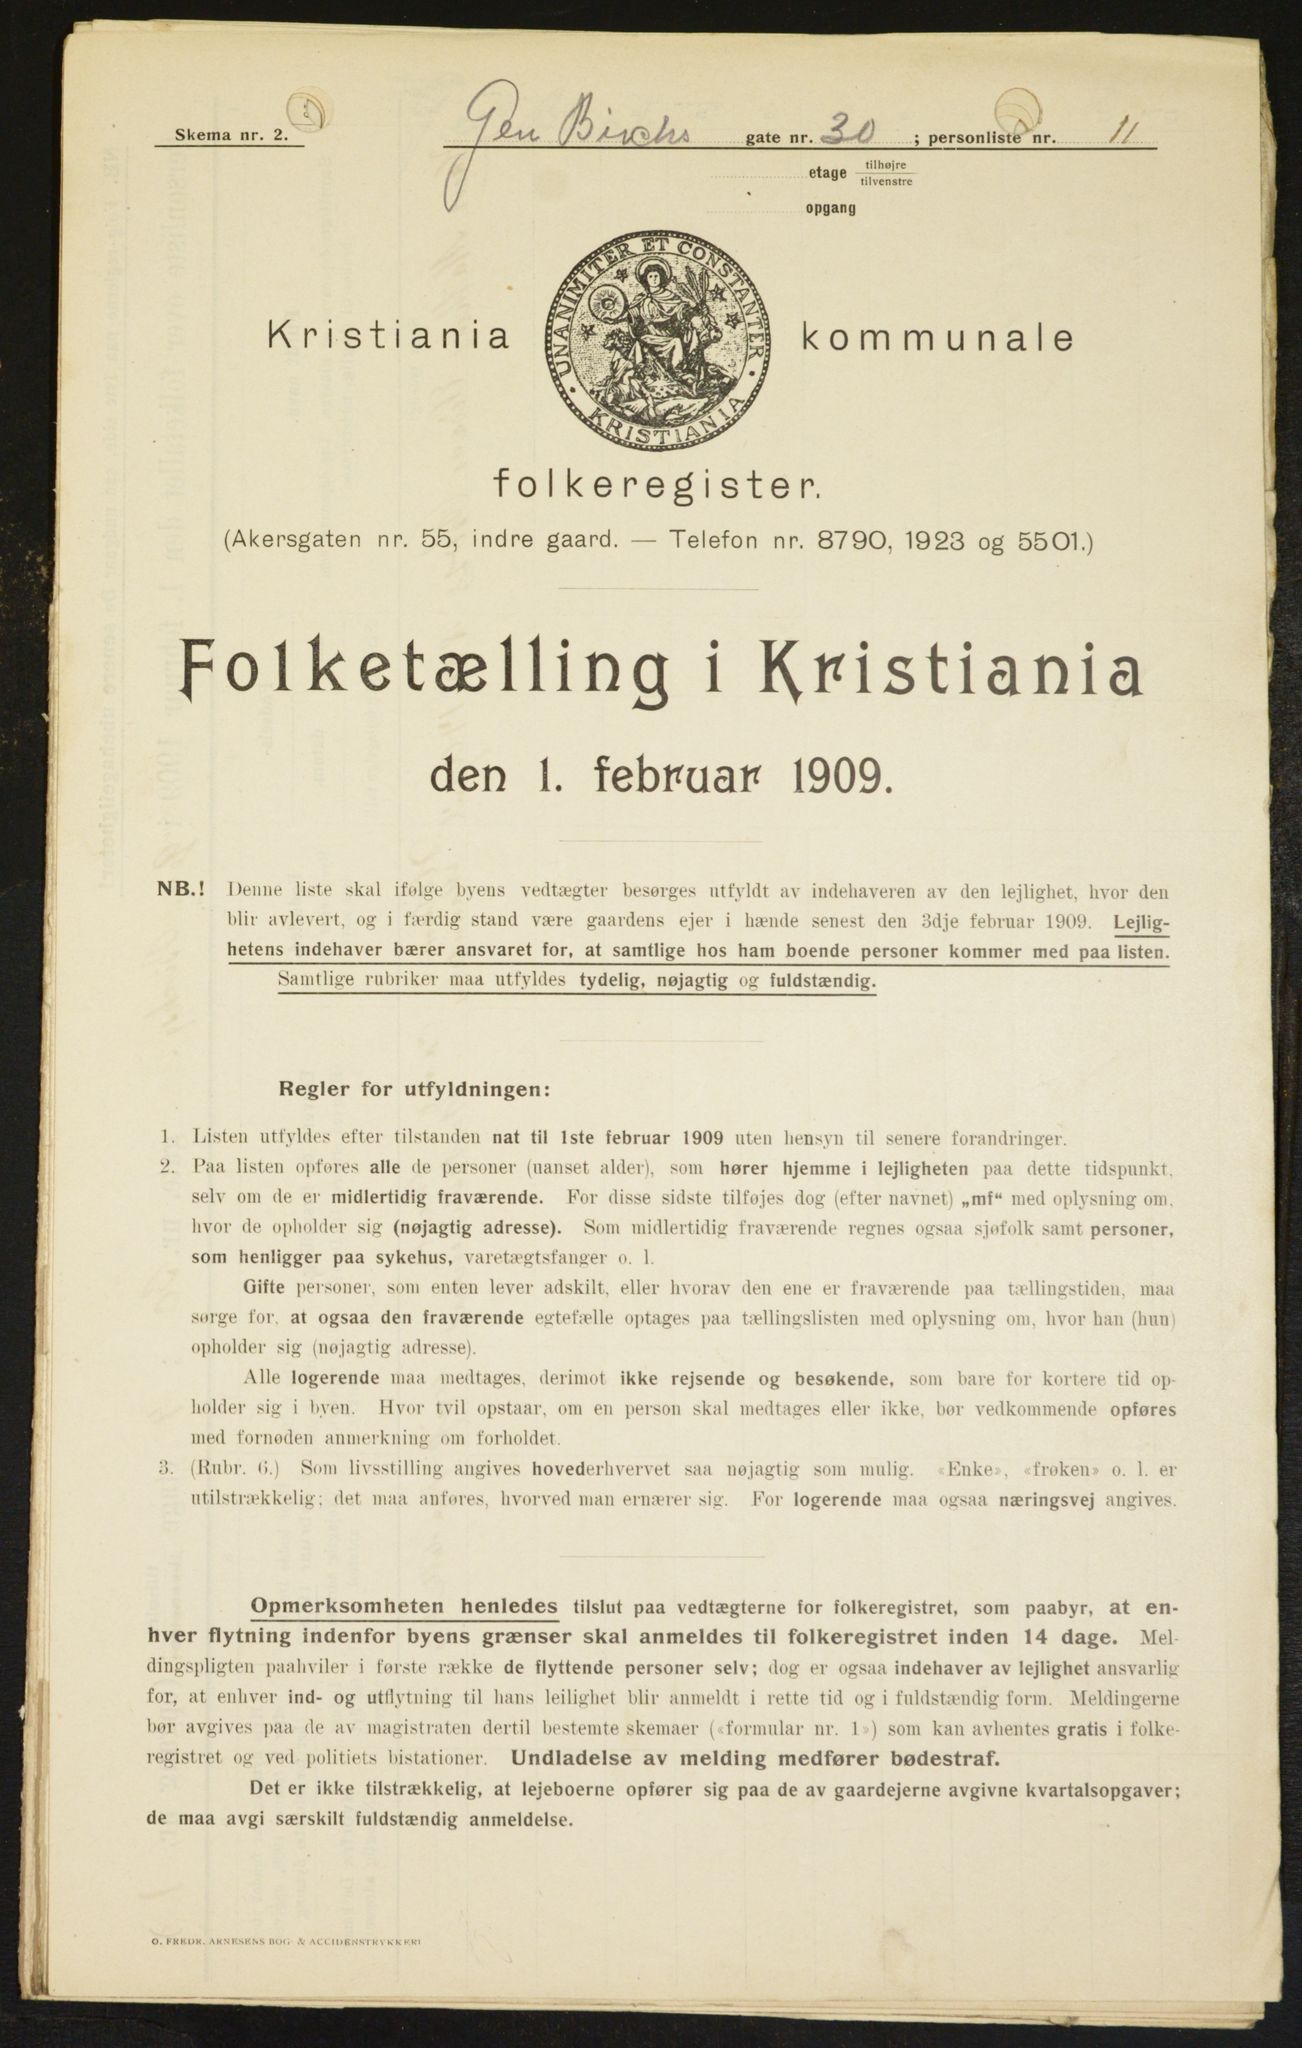 Skema nr. 2.
Gen Birchs gate nr. 30 ; personliste nr. 11
etage tilhøjre
tilvenstre
opgang
UNANIMITER ET CONSTANTER
KRISTIANIA
Kristiania kommunale
folkeregister.
(Akersgaten nr. 55, indre gaard. — Telefon nr. 8790, 1923 og 5501.)
Folketælling i Kristiania
den 1. februar 1909.
NB.! Denne liste skal ifølge byens vedtægter besørges utfyldt av indehaveren av den lejlighet, hvor den
blir avlevert, og i færdig stand være gaardens ejer i hænde senest den 3dje februar 1909. Lejlig-
hetens indehaver bærer ansvaret for, at samtlige hos ham boende personer kommer med paa listen.
Samtlige rubriker maa utfyldes tydelig, nøjagtig og fuldstændig.
Regler for utfyldningen:
1. Listen utfyldes efter tilstanden nat til 1ste februar 1909 uten hensyn til senere forandringer.
2. Paa listen opføres alle de personer (uanset alder), som hører hjemme i lejligheten paa dette tidspunkt,
selv om de er midlertidig fraværende. For disse sidste tilføjes dog (efter navnet) „mf“ med oplysning om,
hvor de opholder sig (nøjagtig adresse). Som midlertidig fraværende regnes ogsaa sjøfolk samt personer,
som henligger paa sykehus, varetægtsfanger o. l.
Gifte personer, som enten lever adskilt, eller hvorav den ene er fraværende paa tællingstiden, maa
sørge for, at ogsaa den fraværende egtefælle optages paa tællingslisten med oplysning om, hvor han (hun)
opholder sig (nøjagtig adresse).
Alle logerende maa medtages, derimot ikke rejsende og besøkende, som bare for kortere tid op-
holder sig i byen. Hvor tvil opstaar, om en person skal medtages eller ikke, bør vedkommende opføres
med fornøden anmerkning om forholdet.
3. (Rubr. 6.) Som livsstilling angives hovederhvervet saa nøjagtig som mulig. «Enke», «frøken» o. l. er
utilstrækkelig; det maa anføres, hvorved man ernærer sig. For logerende maa ogsaa næringsvej angives.
Opmerksomheten henledes tilslut paa vedtægterne for folkeregistret, som paabyr, at en-
hver flytning indenfor byens grænser skal anmeldes til folkeregistret inden 14 dage. Mel-
dingspligten paahviler i første række de flyttende personer selv; dog er ogsaa indehaver av lejlighet ansvarlig
for, at enhver ind- og utflytning til hans leilighet blir anmeldt i rette tid og i fuldstændig form. Meldingerne
bør avgives paa de av magistraten dertil bestemte skemaer («formular nr. 1») som kan avhentes gratis i folke-
registret og ved politiets bistationer. Undladelse av melding medfører bødestraf.
Det er ikke tilstrækkelig, at lejeboerne opfører sig paa de av gaardejerne avgivne kvartalsopgaver;
de maa avgi særskilt fuldstændig anmeldelse.
O. FREDR. ARNESENS BOG- & ACCIDENSTRYKKERI